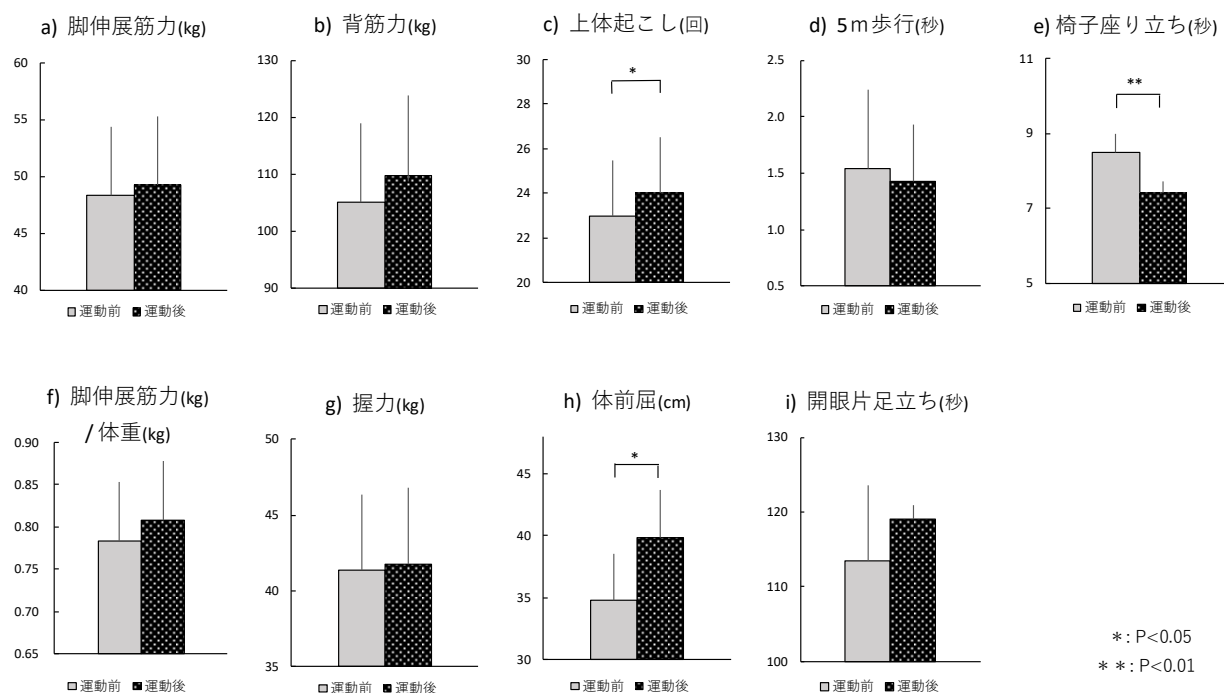 a) 脚伸展筋力(kg)
60
55
50
45
40
□運動前 ■運動後
b) 背筋力(kg)
130
120
110
100
90
□運動前 ■運動後
c) 上体起こし(回)
30
28
26
24
22
20
*
□運動前 ■運動後
d) 5m歩行(秒)
2.5
2.0
1.5
1.0
0.5
□運動前 ■運動後
e) 椅子座り立ち(秒)
11
9
7
5
**
□運動前 ■運動後
f) 脚伸展筋力(kg)
/ 体重(kg)
0.90
0.85
0.80
0.75
0.70
0.65
□運動前 ■運動後
g) 握力(kg)
50
45
40
35
□運動前 ■運動後
h) 体前屈(cm)
45
40
35
30
*
□運動前 ■運動後
i) 開眼片足立ち(秒)
130
120
110
100
□運動前 ■運動後
*: P<0.05
**: P<0.01